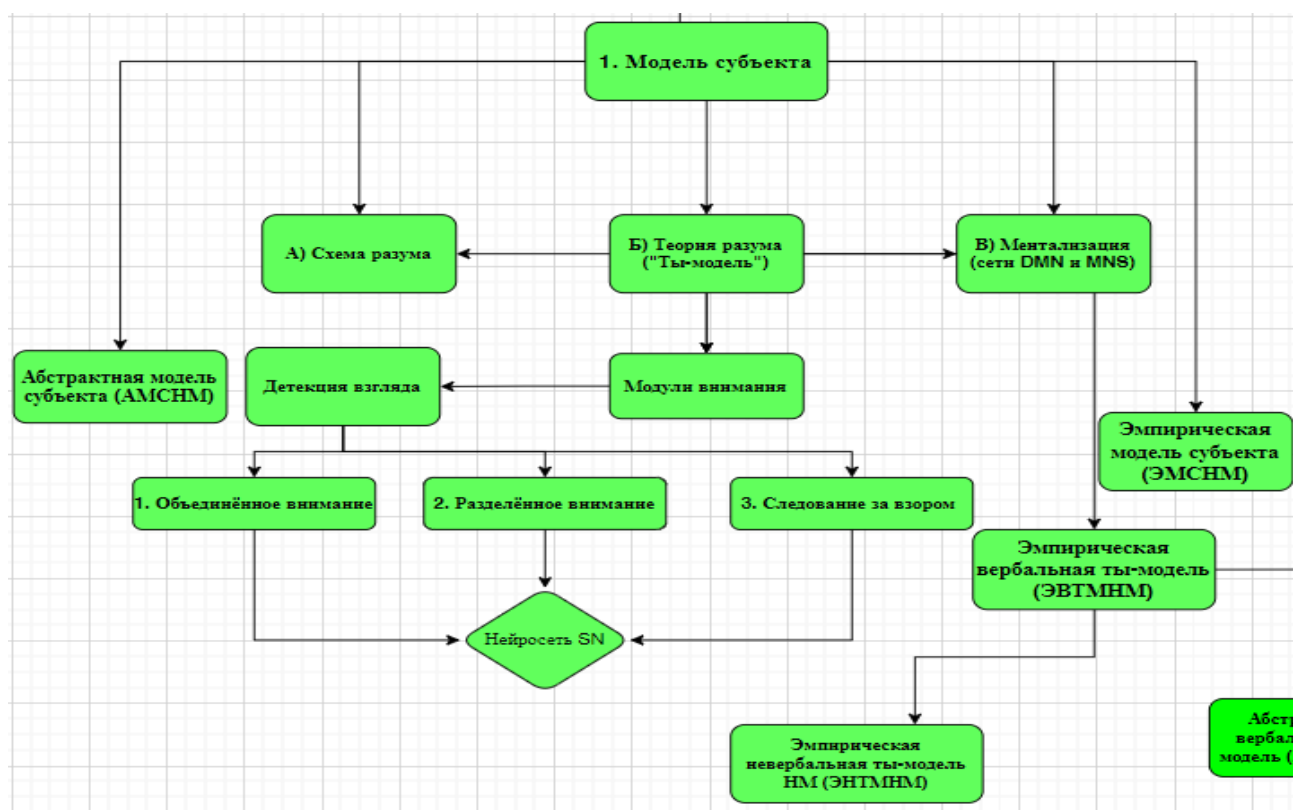 1. Модель субъекта
А) Схема разума
Б) Теория разума
("Ты-модель")
В) Ментализация
(сети DMN и MNS)
Абстрактная модель
субъекта (АМСНМ)
Детекция взгляда
Модули внимания
Эмпирическая
модель субъекта
(ЭМСНМ)
1. Объединённое внимание
2. Разделённое внимание
3. Следование за взором
Эмпирическая
вербальная ты-модель
(ЭВТМНМ)
Нейросеть SN
Эмпирическая
невербальная ты-модель
НМ (ЭНТМНМ)
модель (